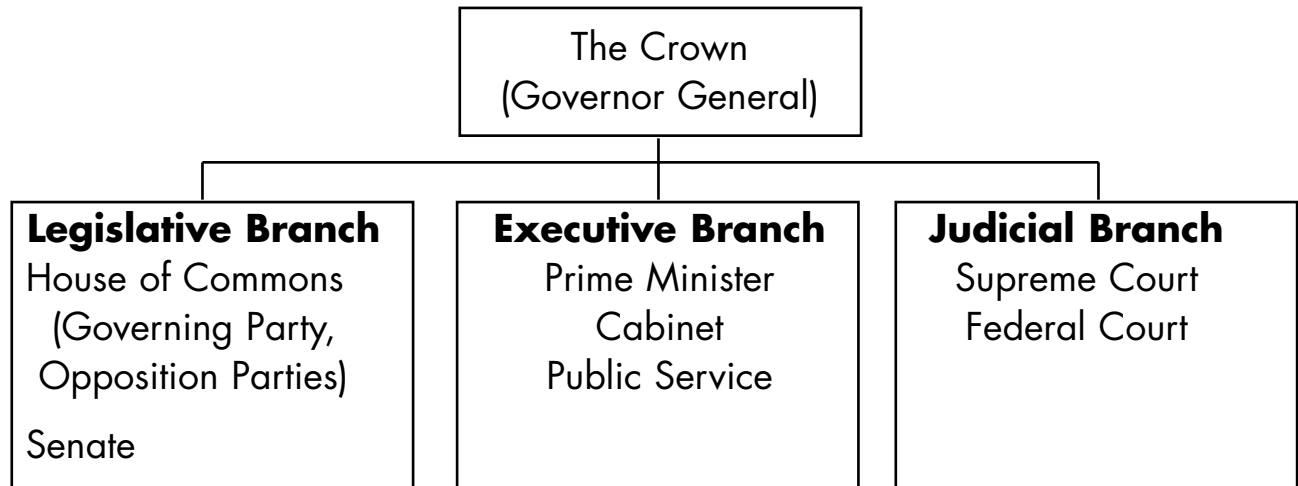 The Crown
(Governor General)
Legislative Branch
House of Commons
(Governing Party,
Opposition Parties)
Senate
Executive Branch
Prime Minister
Cabinet
Public Service
Judicial Branch
Supreme Court
Federal Court